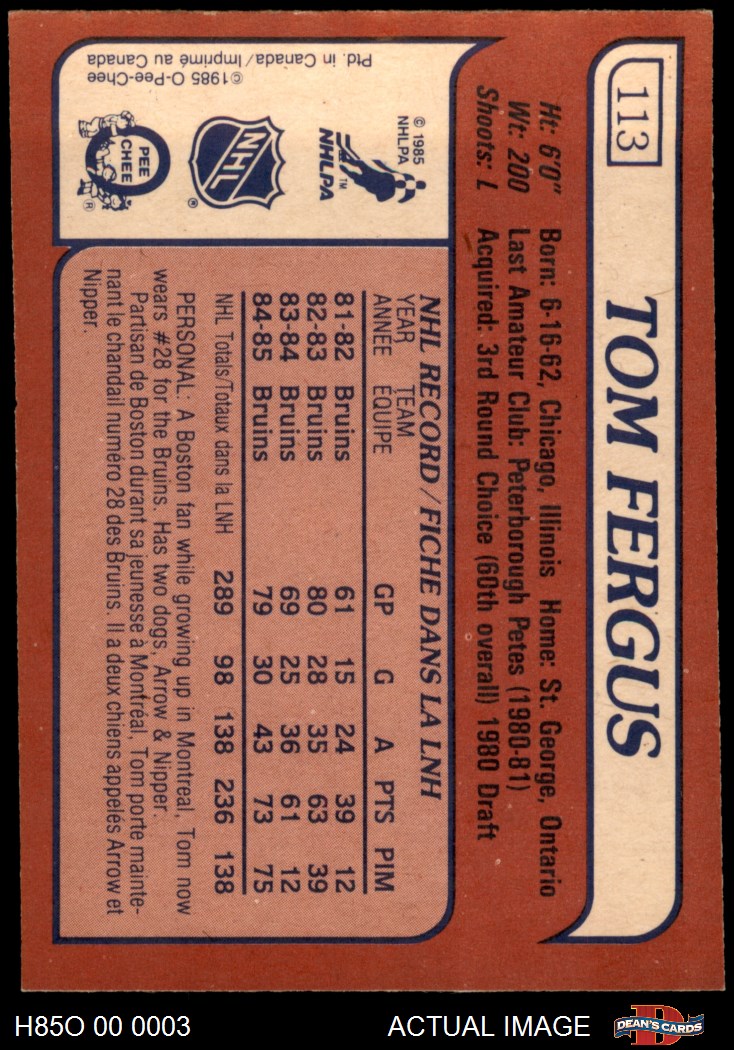 113
TOM FERGUS
Ht: 6'0" Born: 6-16-62, Chicago, Illinois Home: St. George, Ontario
Wt: 200 Last Amateur Club: Peterborough Petes (1980-81)
Shoots: L Acquired: 3rd Round Choice (60th overall) 1980 Draft
© 1985
NHLPA
NHLPA
TM
NHL
®
O
PEE
CHEE
®
©1985 O-Pee-Chee
Ptd. in Canada/Imprimé au Canada
NHL RECORD/FICHE DANS LA LNH
YEAR TEAM
ANNÉE ÉQUIPE GP G A PTS PIM
81-82 Bruins 61 15 24 39 12
82-83 Bruins 80 28 35 63 39
83-84 Bruins 69 25 36 61 12
84-85 Bruins 79 30 43 73 75
NHL Totals/Totaux dans la LNH 289 98 138 236 138
PERSONAL: A Boston fan while growing up in Montreal, Tom now
wears #28 for the Bruins. Has two dogs, Arrow & Nipper.
Partisan de Boston durant sa jeunesse à Montréal, Tom porte mainte-
nant le chandail numéro 28 des Bruins. Il a deux chiens appelés Arrow et
Nipper.
H85O 00 0003
ACTUAL IMAGE
D
DEAN'S CARDS